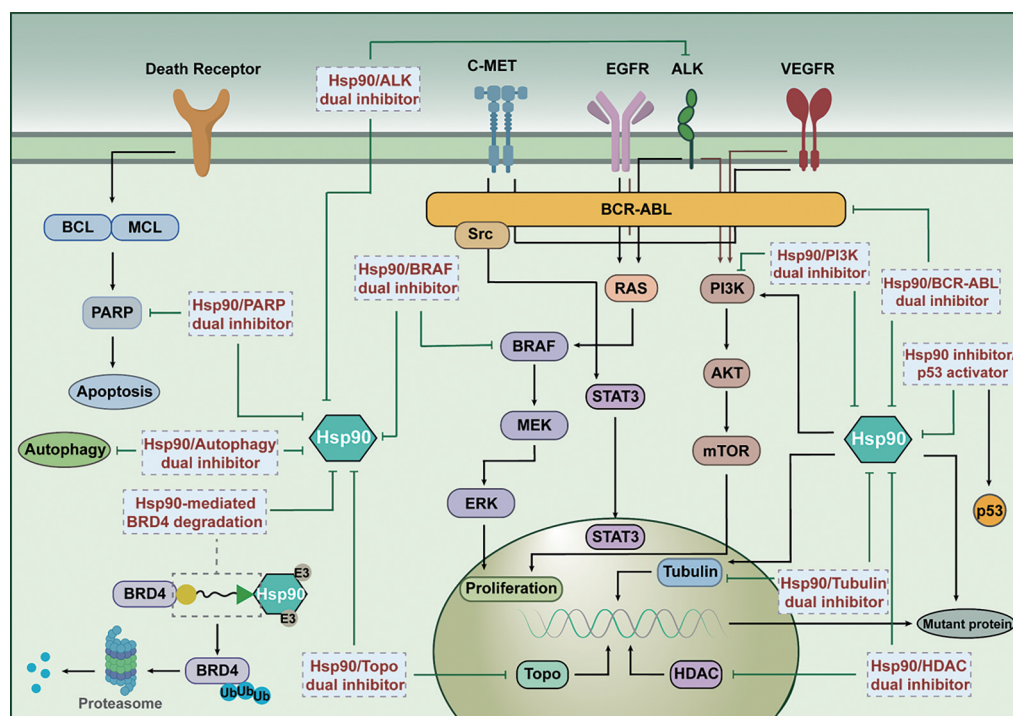 Death Receptor
Hsp90/ALK
dual inhibitor
C-MET
EGFR
ALK
VEGFR
BCL
MCL
BCR-ABL
Src
Hsp90/BRAF
dual inhibitor
Hsp90/PI3K
dual inhibitor
Hsp90/BCR-ABL
dual inhibitor
RAS
PI3K
PARP
Hsp90/PARP
dual inhibitor
BRAF
Hsp90 inhibitor/
p53 activator
Apoptosis
AKT
STAT3
MEK
Hsp90
Hsp90
Autophagy
Hsp90/Autophagy
dual inhibitor
mTOR
Hsp90-mediated
BRD4 degradation
ERK
p53
STAT3
Tubulin
Proliferation
Hsp90/Tubulin
dual inhibitor
E3
BRD4
Hsp90
E3
Mutant protein
BRD4
Ub
Ub
Ub
Proteasome
Hsp90/Topo
dual inhibitor
Topo
HDAC
Hsp90/HDAC
dual inhibitor